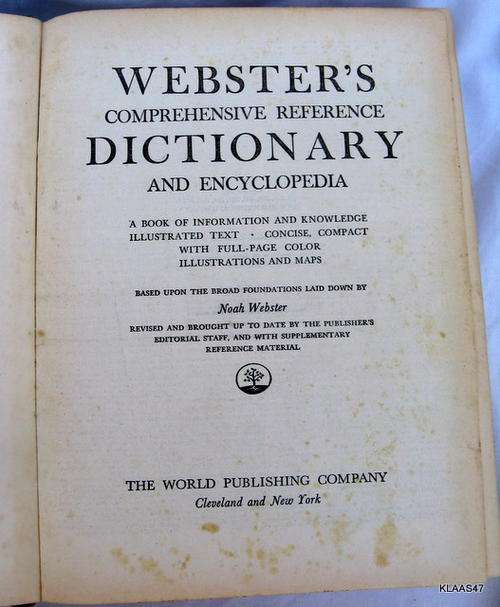 WEBSTER'S
COMPREHENSIVE REFERENCE
DICTIONARY
AND ENCYCLOPEDIA
A BOOK OF INFORMATION AND KNOWLEDGE
ILLUSTRATED TEXT · CONCISE, COMPACT
WITH FULL-PAGE COLOR
ILLUSTRATIONS AND MAPS
BASED UPON THE BROAD FOUNDATIONS LAID DOWN BY
Noah Webster
REVISED AND BROUGHT UP TO DATE BY THE PUBLISHER'S
EDITORIAL STAFF, AND WITH SUPPLEMENTARY
REFERENCE MATERIAL
THE WORLD PUBLISHING COMPANY
Cleveland and New York
KLAAS47